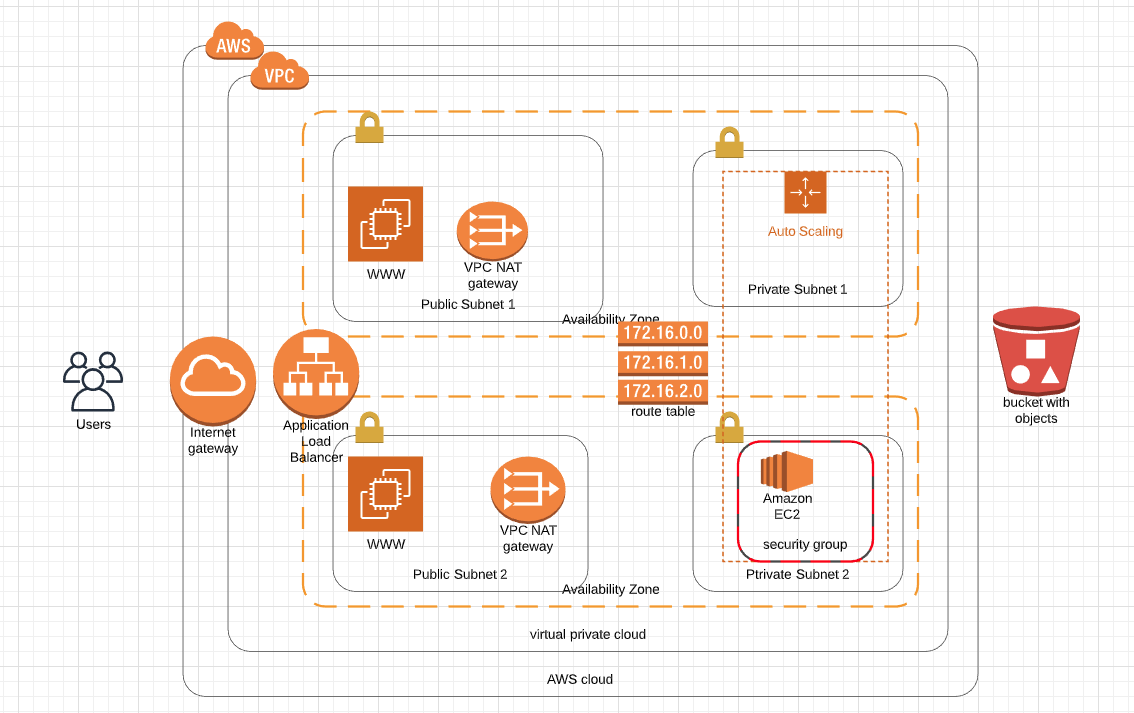 AWS
VPC
WWW
VPC NAT
gateway
Public Subnet 1
Auto Scaling
Private Subnet 1
Availability Zone
172.16.0.0
172.16.1.0
172.16.2.0
route table
Users
Internet
gateway
Application
Load
Balancer
bucket with
objects
WWW
VPC NAT
gateway
Public Subnet 2
Availability Zone
Amazon
EC2
security group
Ptrivate Subnet 2
virtual private cloud
AWS cloud